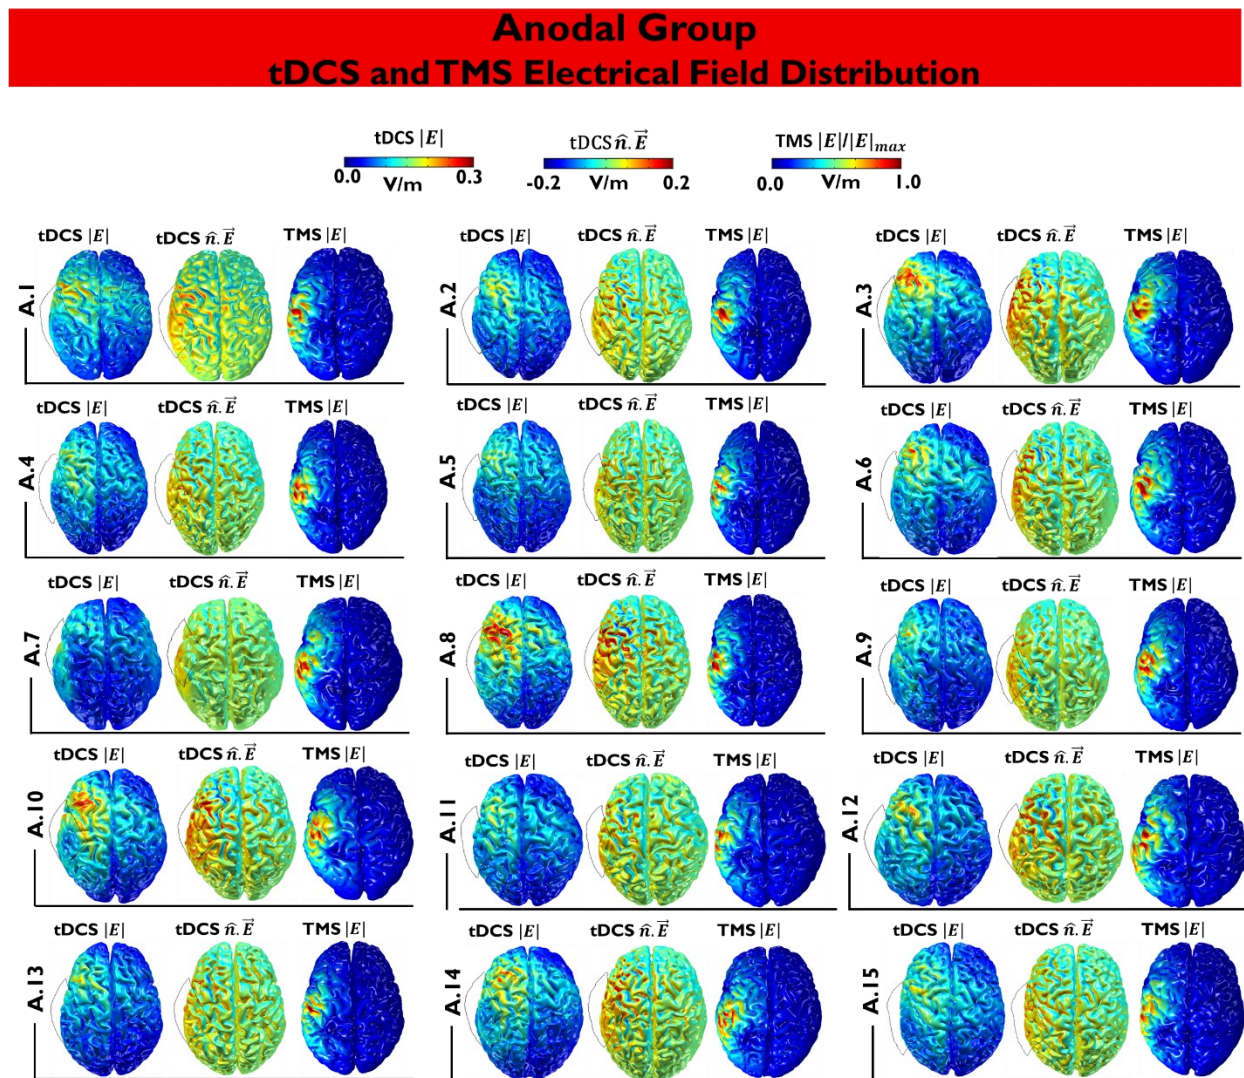 Anodal Group
tDCS and TMS Electrical Field Distribution
tDCS |E|
0.0 V/m 0.3
tDCS n̂.E⃗
-0.2 V/m 0.2
TMS |E|/|E|max
0.0 V/m 1.0
A.1
tDCS |E| tDCS n̂.E⃗ TMS |E|
A.2
tDCS |E| tDCS n̂.E⃗ TMS |E|
A.3
tDCS |E| tDCS n̂.E⃗ TMS |E|
A.4
tDCS |E| tDCS n̂.E⃗ TMS |E|
A.5
tDCS |E| tDCS n̂.E⃗ TMS |E|
A.6
tDCS |E| tDCS n̂.E⃗ TMS |E|
A.7
tDCS |E| tDCS n̂.E⃗ TMS |E|
A.8
tDCS |E| tDCS n̂.E⃗ TMS |E|
A.9
tDCS |E| tDCS n̂.E⃗ TMS |E|
A.10
tDCS |E| tDCS n̂.E⃗ TMS |E|
A.11
tDCS |E| tDCS n̂.E⃗ TMS |E|
A.12
tDCS |E| tDCS n̂.E⃗ TMS |E|
A.13
tDCS |E| tDCS n̂.E⃗ TMS |E|
A.14
tDCS |E| tDCS n̂.E⃗ TMS |E|
A.15
tDCS |E| tDCS n̂.E⃗ TMS |E|